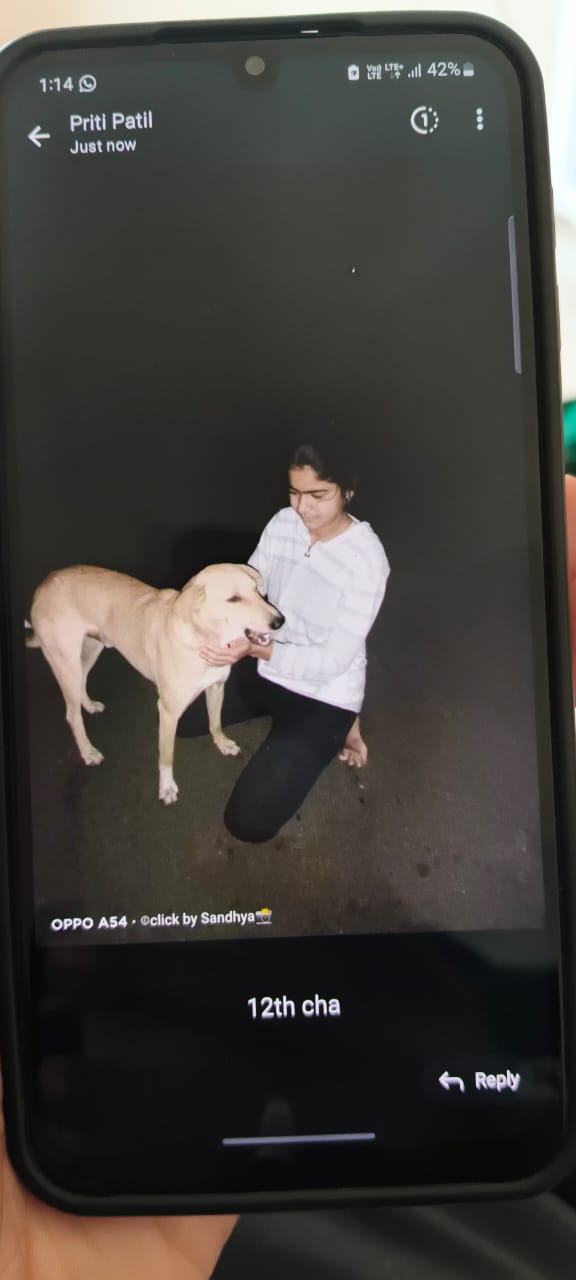 1:14 Vo) LTE LTE+ 42%
Priti Patil
Just now
1
OPPO A54 · ©click by Sandhya📸
12th cha
Reply